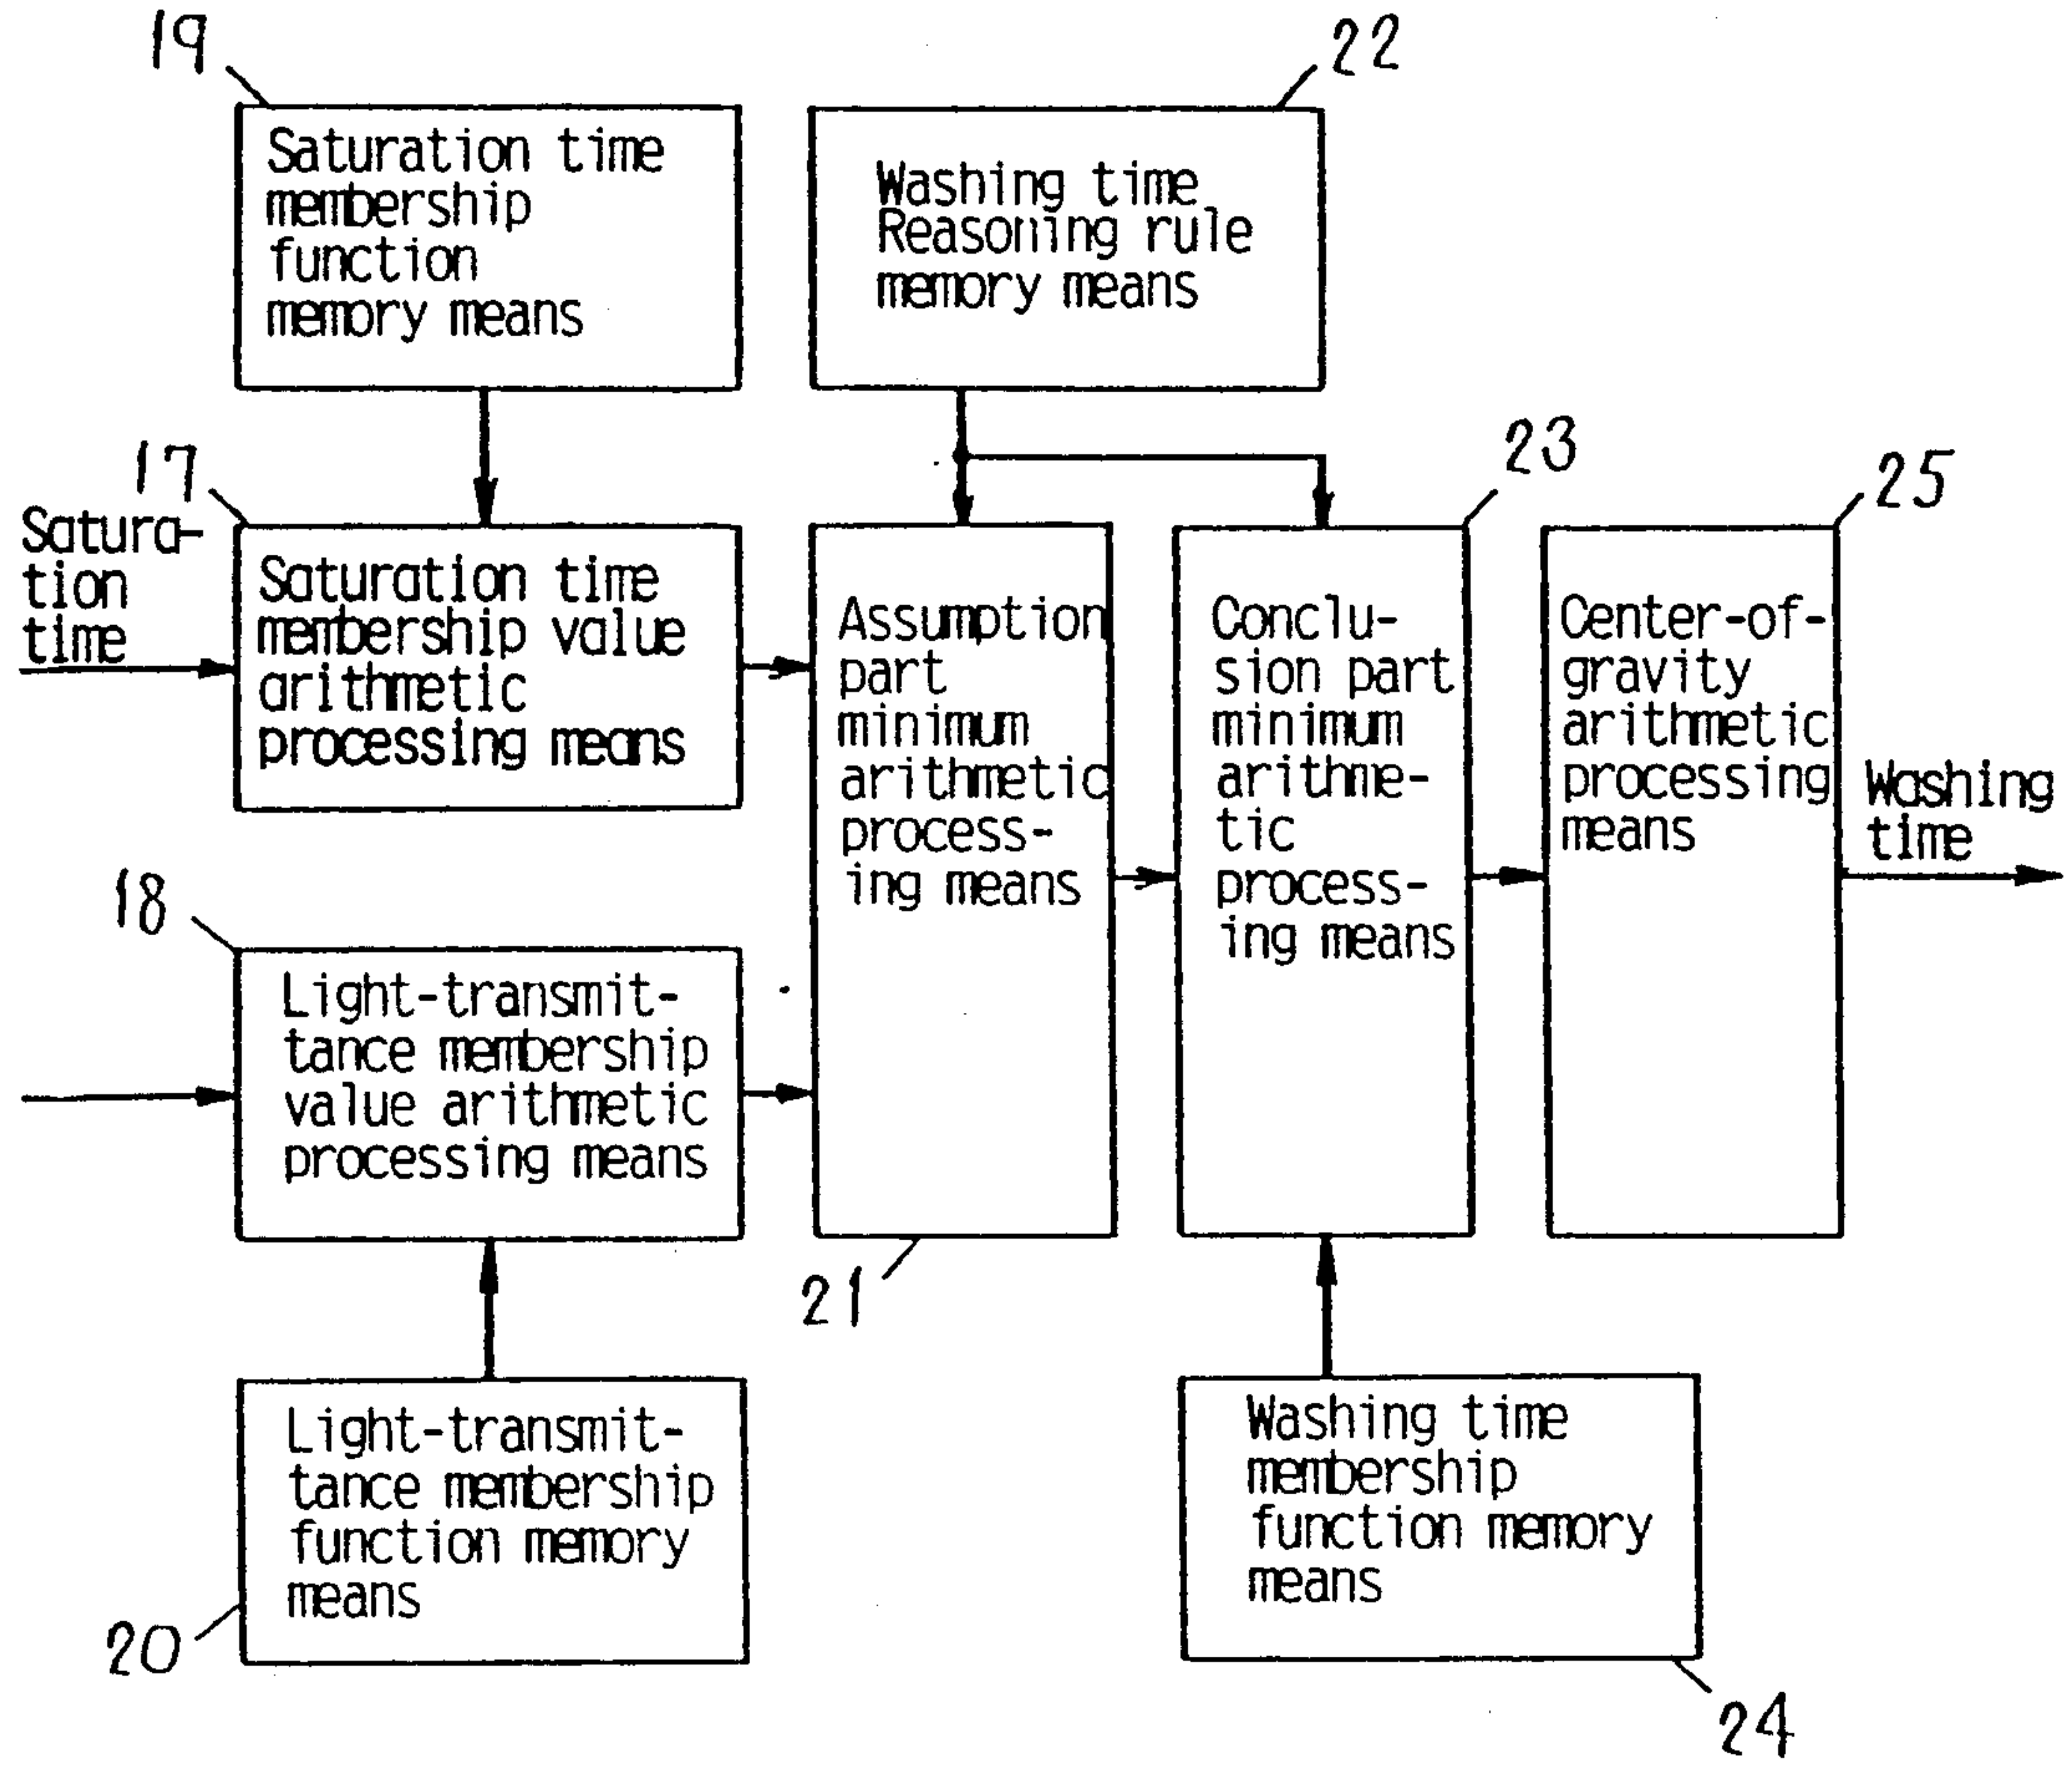 19
Saturation time
membership
function
memory means
22
Washing time
Reasoning rule
memory means
17
Satura-
tion
time
Saturation time
membership value
arithmetic
processing means
Assumption
part
minimum
arithmetic
process-
ing means
21
23
Conclu-
sion part
minimum
arithme-
tic
process-
ing means
25
Center-of-
gravity
arithmetic
processing
means
Washing
time
18
Light-transmit-
tance membership
value arithmetic
processing means
Light-transmit-
tance membership
function memory
means
20
Washing time
membership
function memory
means
24